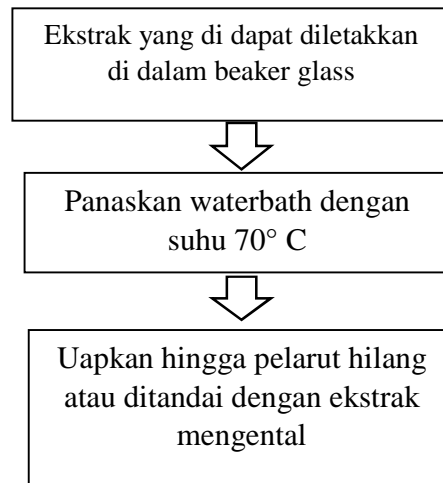 Ekstrak yang di dapat diletakkan
di dalam beaker glass
Panaskan waterbath dengan
suhu 70° C
Uapkan hingga pelarut hilang
atau ditandai dengan ekstrak
mengental